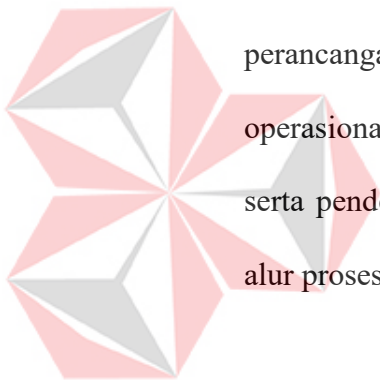 perancanga
operasiona
serta pend
alur proses